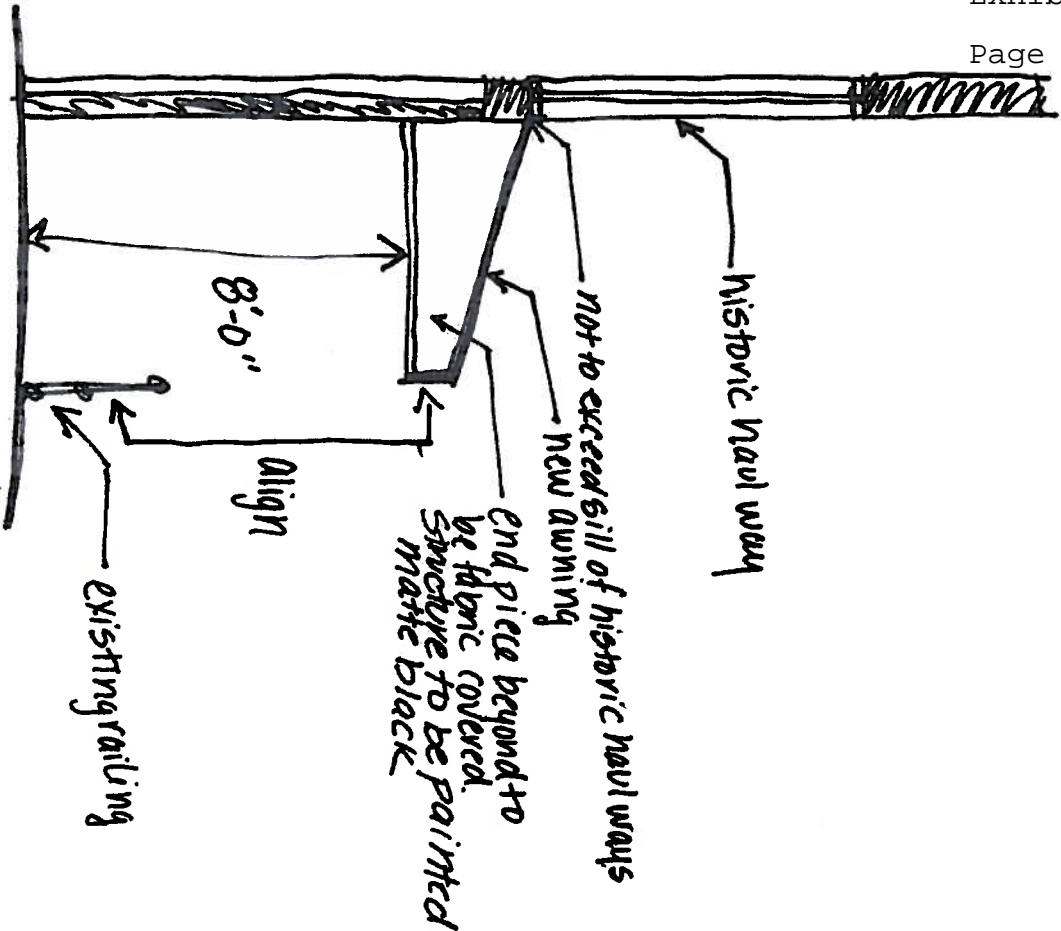 Exhib
Page
historic haul way
not to exceed sill of historic haul ways
new awning
end piece beyond to
be fabric covered.
structure to be painted
matte black
8'-0"
align
existing railing